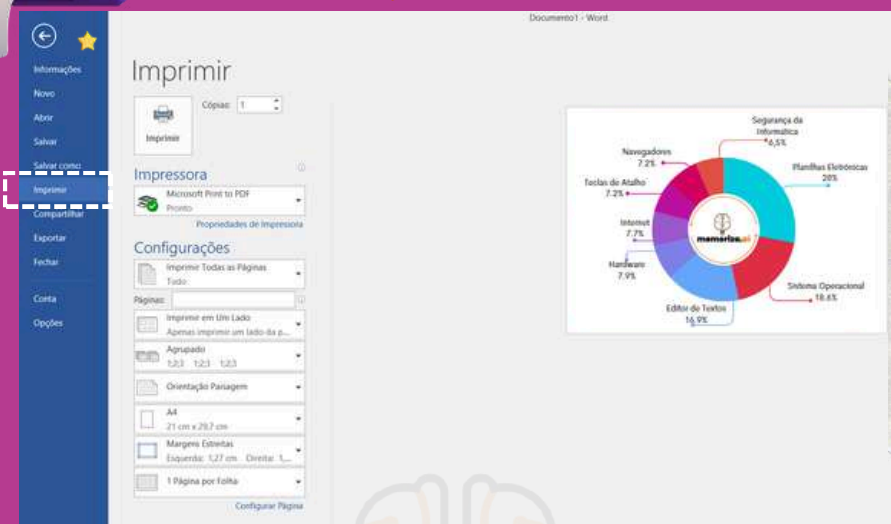 Documento1 - Word
Informações
Novo
Abrir
Salvar
Salvar como
Imprimir
Compartilhar
Exportar
Fechar
Conta
Opções
Imprimir
Imprimir
Cópias: 1
Impressora
Microsoft Print to PDF
Pronto
Propriedades de Impressora
Configurações
Imprimir Todas as Páginas
Tudo
Páginas:
Imprimir em Um Lado
Apenas imprimir um lado da p...
Agrupado
1;2;3 1;2;3 1;2;3
Orientação Paisagem
A4
21 cm x 29,7 cm
Margens Estreitas
Esquerda: 1,27 cm Direita: 1,...
1 Página por Folha
Configurar Página
Segurança da
Informática
6,5%
Navegadores
7.2%
Planilhas Eletrônicas
20%
Teclas de Atalho
7.2%
Internet
7.7%
memorize.ai
Hardware
7.9%
Sistema Operacional
18.6%
Editor de Textos
16.9%